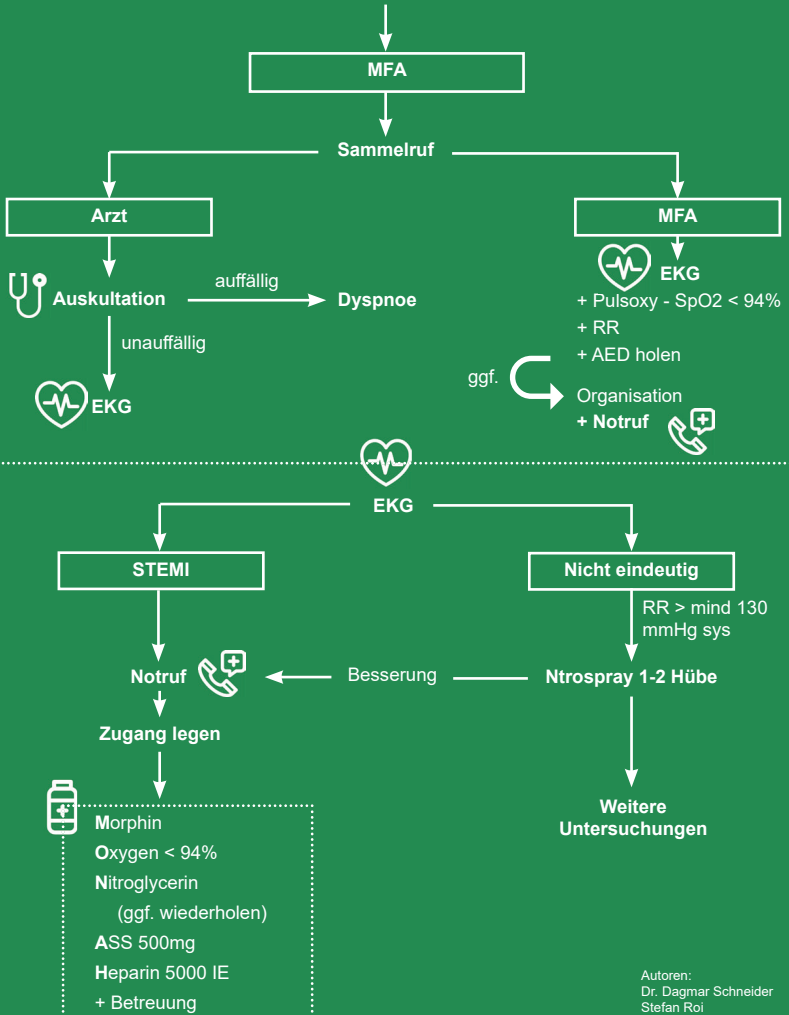 MFA
Sammelruf
Arzt
Auskultation
auffällig
Dyspnoe
unauffällig
EKG
MFA
EKG
+ Pulsoxy - SpO2 < 94%
+ RR
+ AED holen
ggf.
Organisation
+ Notruf
EKG
STEMI
Nicht eindeutig
RR > mind 130
mmHg sys
Notruf
Besserung
Ntrospray 1-2 Hübe
Zugang legen
Weitere
Untersuchungen
Morphin
Oxygen < 94%
Nitroglycerin
(ggf. wiederholen)
ASS 500mg
Heparin 5000 IE
+ Betreuung
Autoren:
Dr. Dagmar Schneider
Stefan Roi